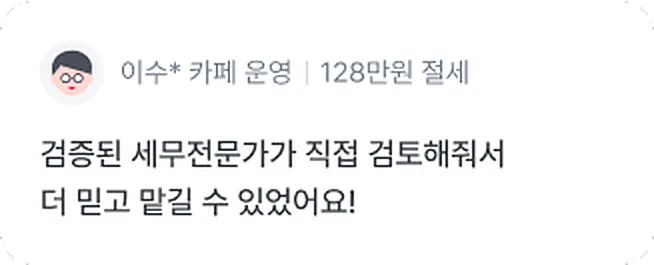 이수* 카페 운영 | 128만원 절세
검증된 세무전문가가 직접 검토해줘서
더 믿고 맡길 수 있었어요!